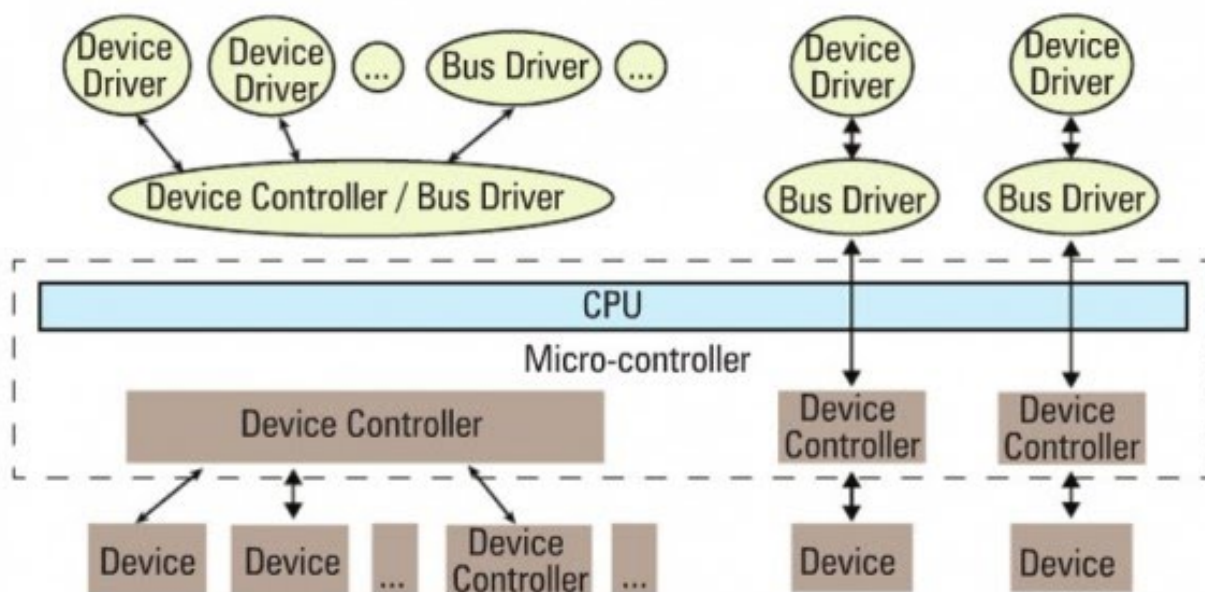 Device
Driver
Device
Driver
...
Bus Driver
...
Device
Driver
Device
Driver
Device Controller / Bus Driver
Bus Driver
Bus Driver
CPU
Micro-controller
Device Controller
Device
Controller
Device
Controller
Device
Device
...
Device
Controller
...
Device
Device